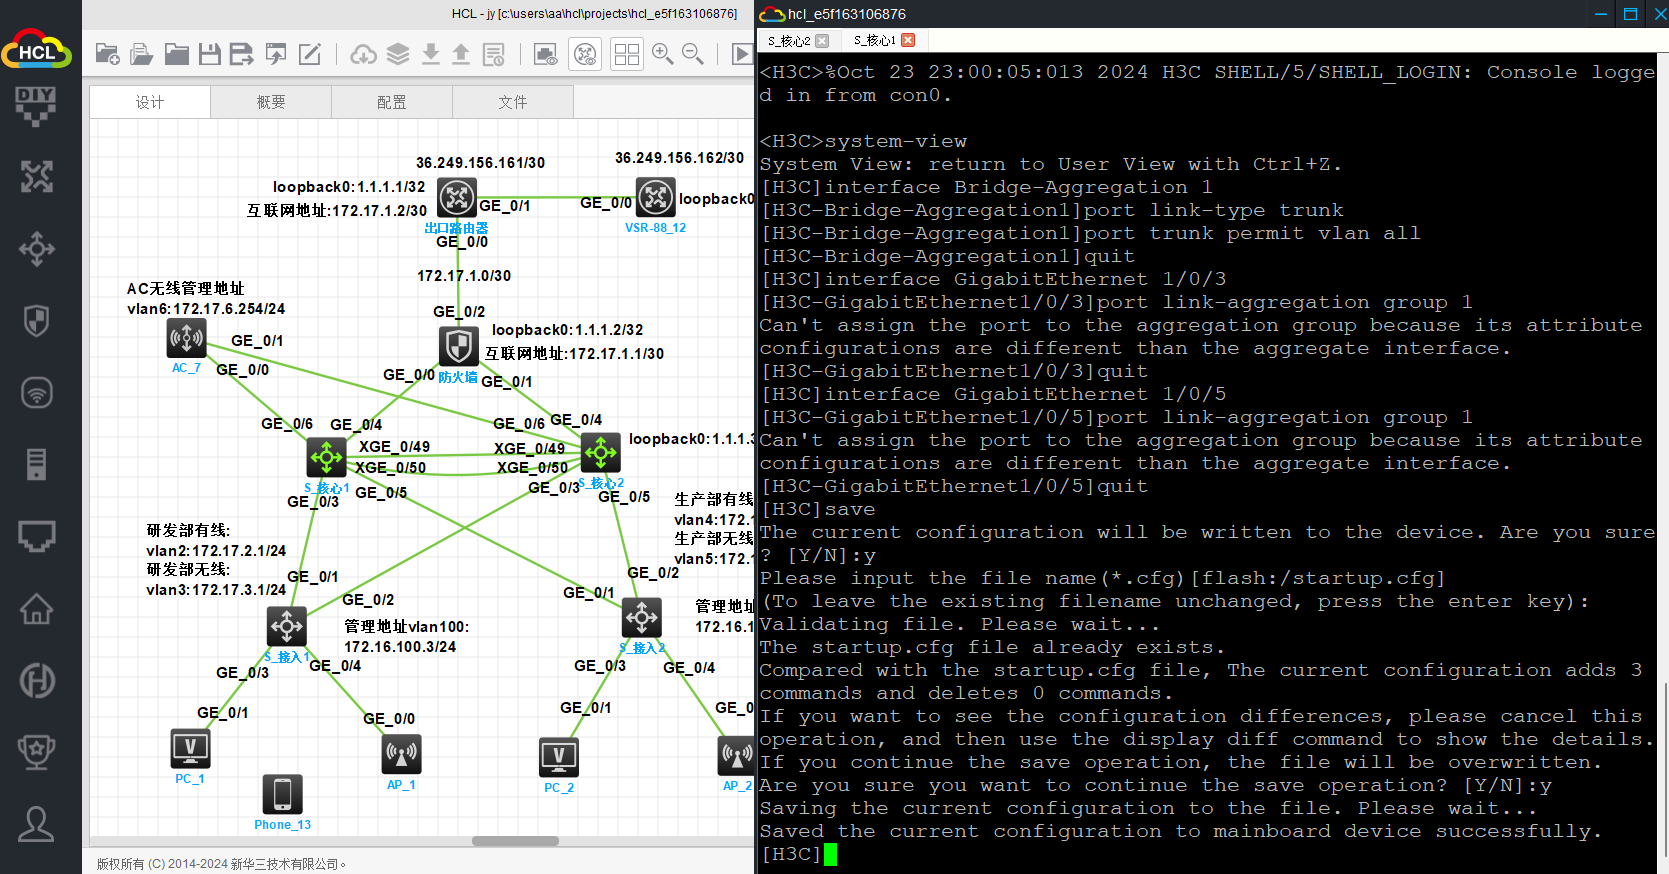 HCL - jy [c:\users\aa\hcl\projects\hcl_e5f163106876]
HCL
DIY
设计
概要
配置
文件
36.249.156.161/30
36.249.156.162/30
loopback0:1.1.1.1/32
互联网地址:172.17.1.2/30
GE_0/1
GE_0/0
loopback0
出口路由器
VSR-88_12
GE_0/0
172.17.1.0/30
AC无线管理地址
vlan6:172.17.6.254/24
GE_0/2
loopback0:1.1.1.2/32
互联网地址:172.17.1.1/30
GE_0/1
AC_7
GE_0/0
GE_0/0
防火墙
GE_0/1
GE_0/6
GE_0/4
GE_0/6
GE_0/4
XGE_0/49
XGE_0/49
loopback0:1.1.1.3
XGE_0/50
XGE_0/50
S_核心1
GE_0/5
GE_0/3
S_核心2
GE_0/3
GE_0/5
生产部有线
vlan4:172.1
生产部无线
vlan5:172.1
研发部有线:
vlan2:172.17.2.1/24
研发部无线:
vlan3:172.17.3.1/24
GE_0/1
GE_0/2
GE_0/1
GE_0/2
管理地址
172.16.1
管理地址vlan100:
172.16.100.3/24
S_接入1
S_接入2
GE_0/3
GE_0/4
GE_0/3
GE_0/4
GE_0/1
GE_0/0
GE_0/1
GE_0
PC_1
AP_1
PC_2
AP_2
Phone_13
版权所有 (C) 2014-2024 新华三技术有限公司。
hcl_e5f163106876
S_核心2
S_核心1
<H3C>%Oct 23 23:00:05:013 2024 H3C SHELL/5/SHELL_LOGIN: Console logge
d in from con0.
<H3C>system-view
System View: return to User View with Ctrl+Z.
[H3C]interface Bridge-Aggregation 1
[H3C-Bridge-Aggregation1]port link-type trunk
[H3C-Bridge-Aggregation1]port trunk permit vlan all
[H3C-Bridge-Aggregation1]quit
[H3C]interface GigabitEthernet 1/0/3
[H3C-GigabitEthernet1/0/3]port link-aggregation group 1
Can't assign the port to the aggregation group because its attribute
configurations are different than the aggregate interface.
[H3C-GigabitEthernet1/0/3]quit
[H3C]interface GigabitEthernet 1/0/5
[H3C-GigabitEthernet1/0/5]port link-aggregation group 1
Can't assign the port to the aggregation group because its attribute
configurations are different than the aggregate interface.
[H3C-GigabitEthernet1/0/5]quit
[H3C]save
The current configuration will be written to the device. Are you sure
? [Y/N]:y
Please input the file name(*.cfg)[flash:/startup.cfg]
(To leave the existing filename unchanged, press the enter key):
Validating file. Please wait...
The startup.cfg file already exists.
Compared with the startup.cfg file, The current configuration adds 3
commands and deletes 0 commands.
If you want to see the configuration differences, please cancel this
operation, and then use the display diff command to show the details.
If you continue the save operation, the file will be overwritten.
Are you sure you want to continue the save operation? [Y/N]:y
Saving the current configuration to the file. Please wait...
Saved the current configuration to mainboard device successfully.
[H3C]